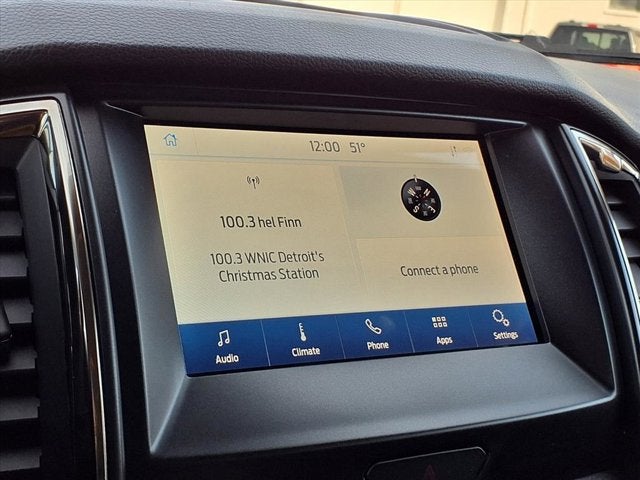 12:00 51°
100.3 hel Finn
100.3 WNIC Detroit's
Christmas Station
Connect a phone
Audio
Climate
Phone
Apps
Settings